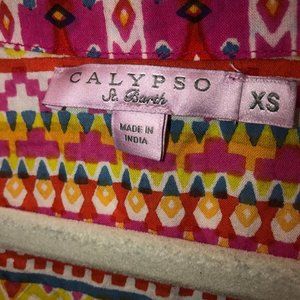 CALYPSO
St. Barth
XS
MADE IN
INDIA